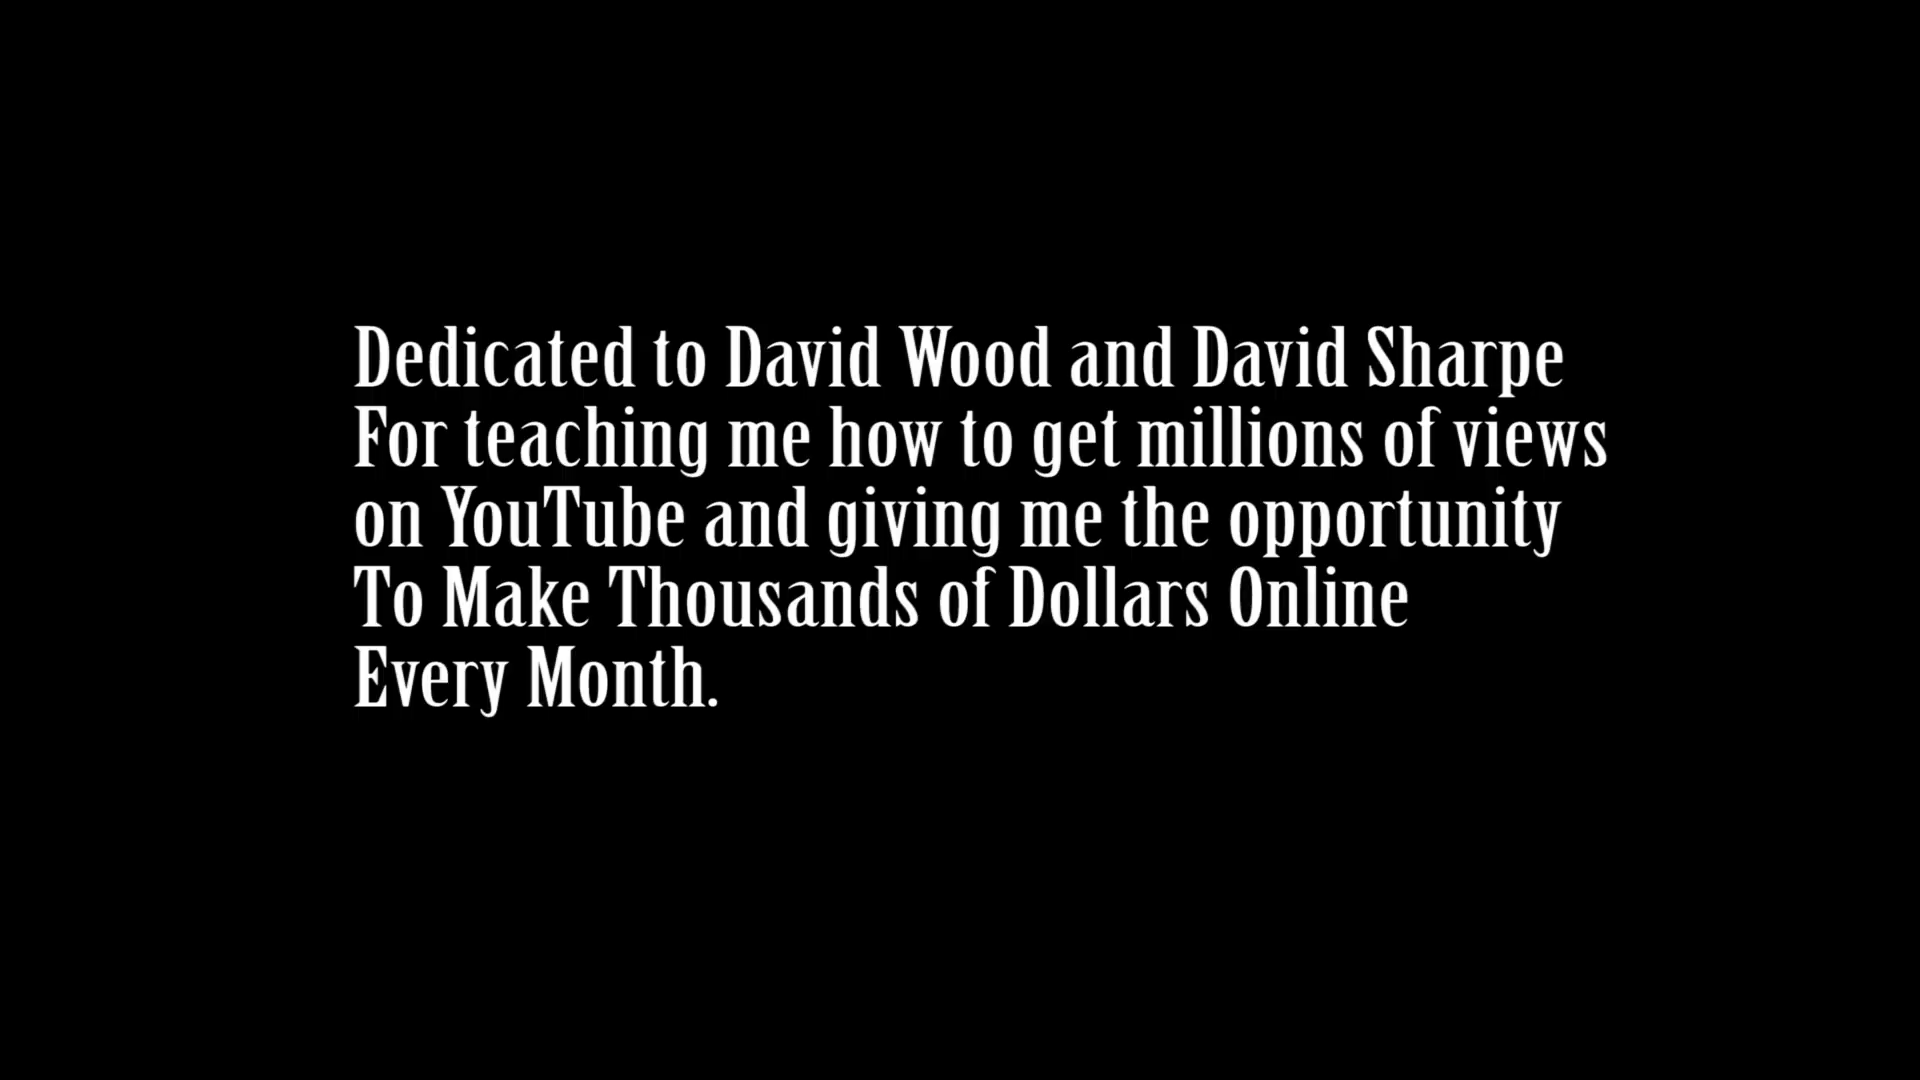 Dedicated to David Wood and David Sharpe
For teaching me how to get millions of views
on YouTube and giving me the opportunity
To Make Thousands of Dollars Online
Every Month.